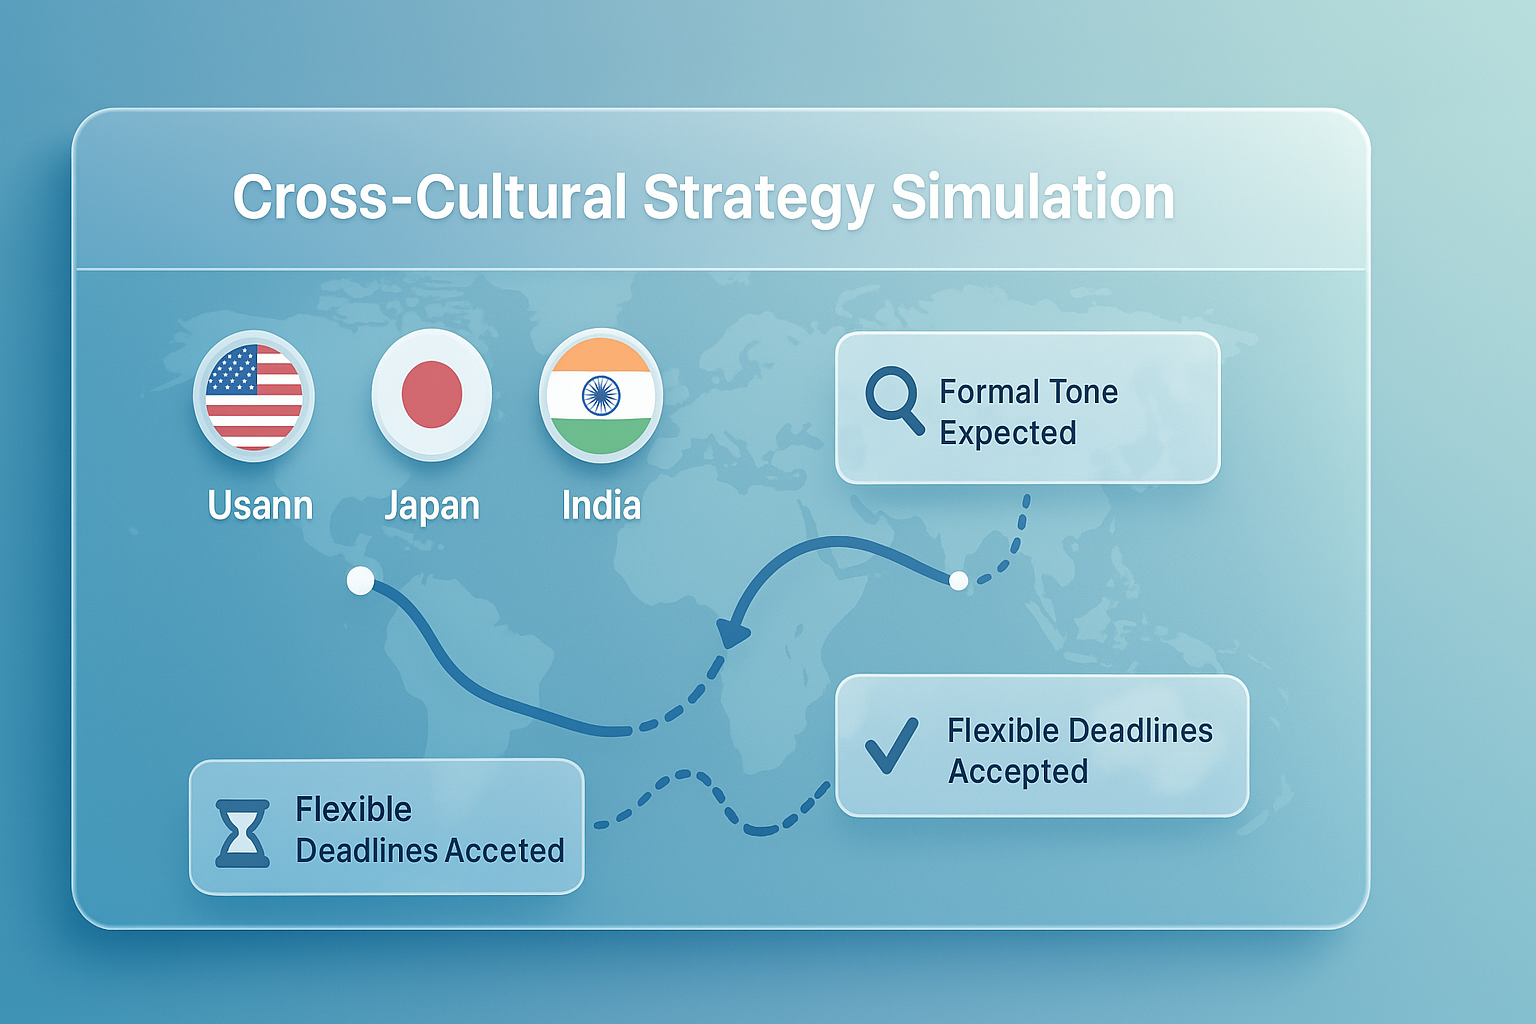 Cross-Cultural Strategy Simulation
Usann
Japan
India
Formal Tone
Expected
Flexible Deadlines
Accepted
Flexible
Deadlines Acceted